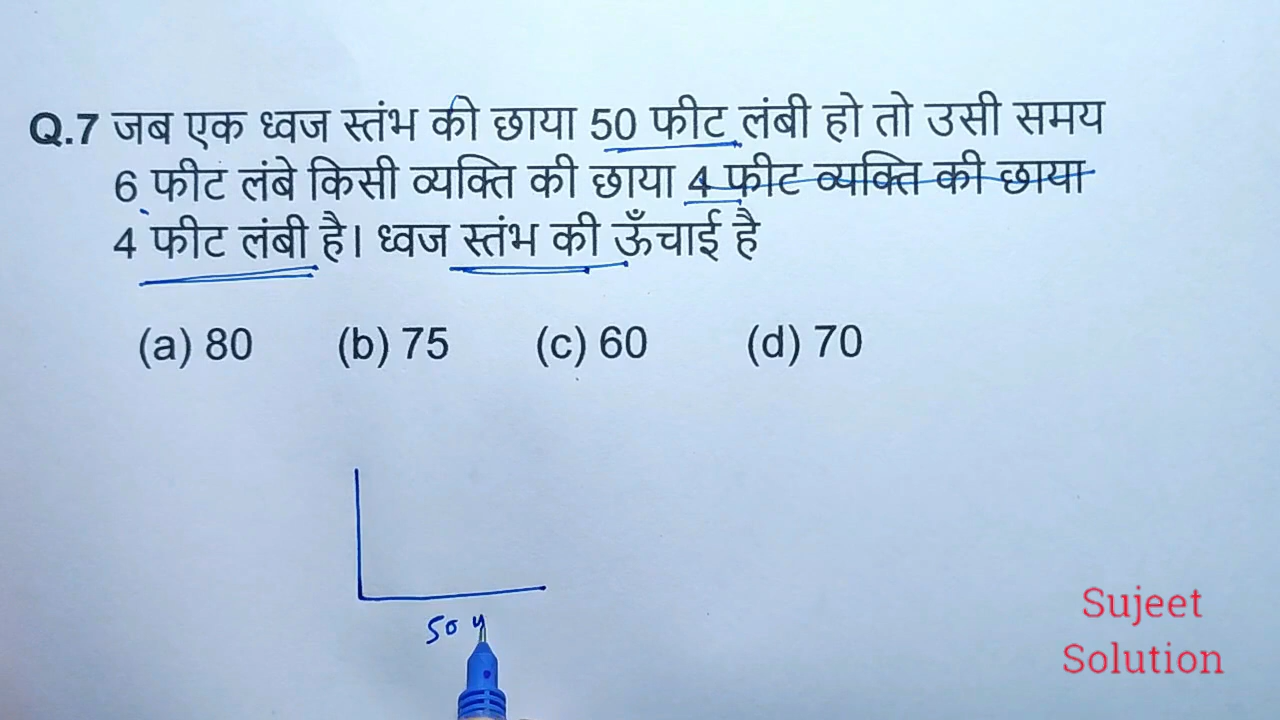 Q.7 जब एक ध्वज स्तंभ की छाया 50 फीट लंबी हो तो उसी समय
6 फीट लंबे किसी व्यक्ति की छाया 4 फीट व्यक्ति की छाया
4 फीट लंबी है। ध्वज स्तंभ की ऊँचाई है
(a) 80 (b) 75 (c) 60 (d) 70
50
Sujeet
Solution